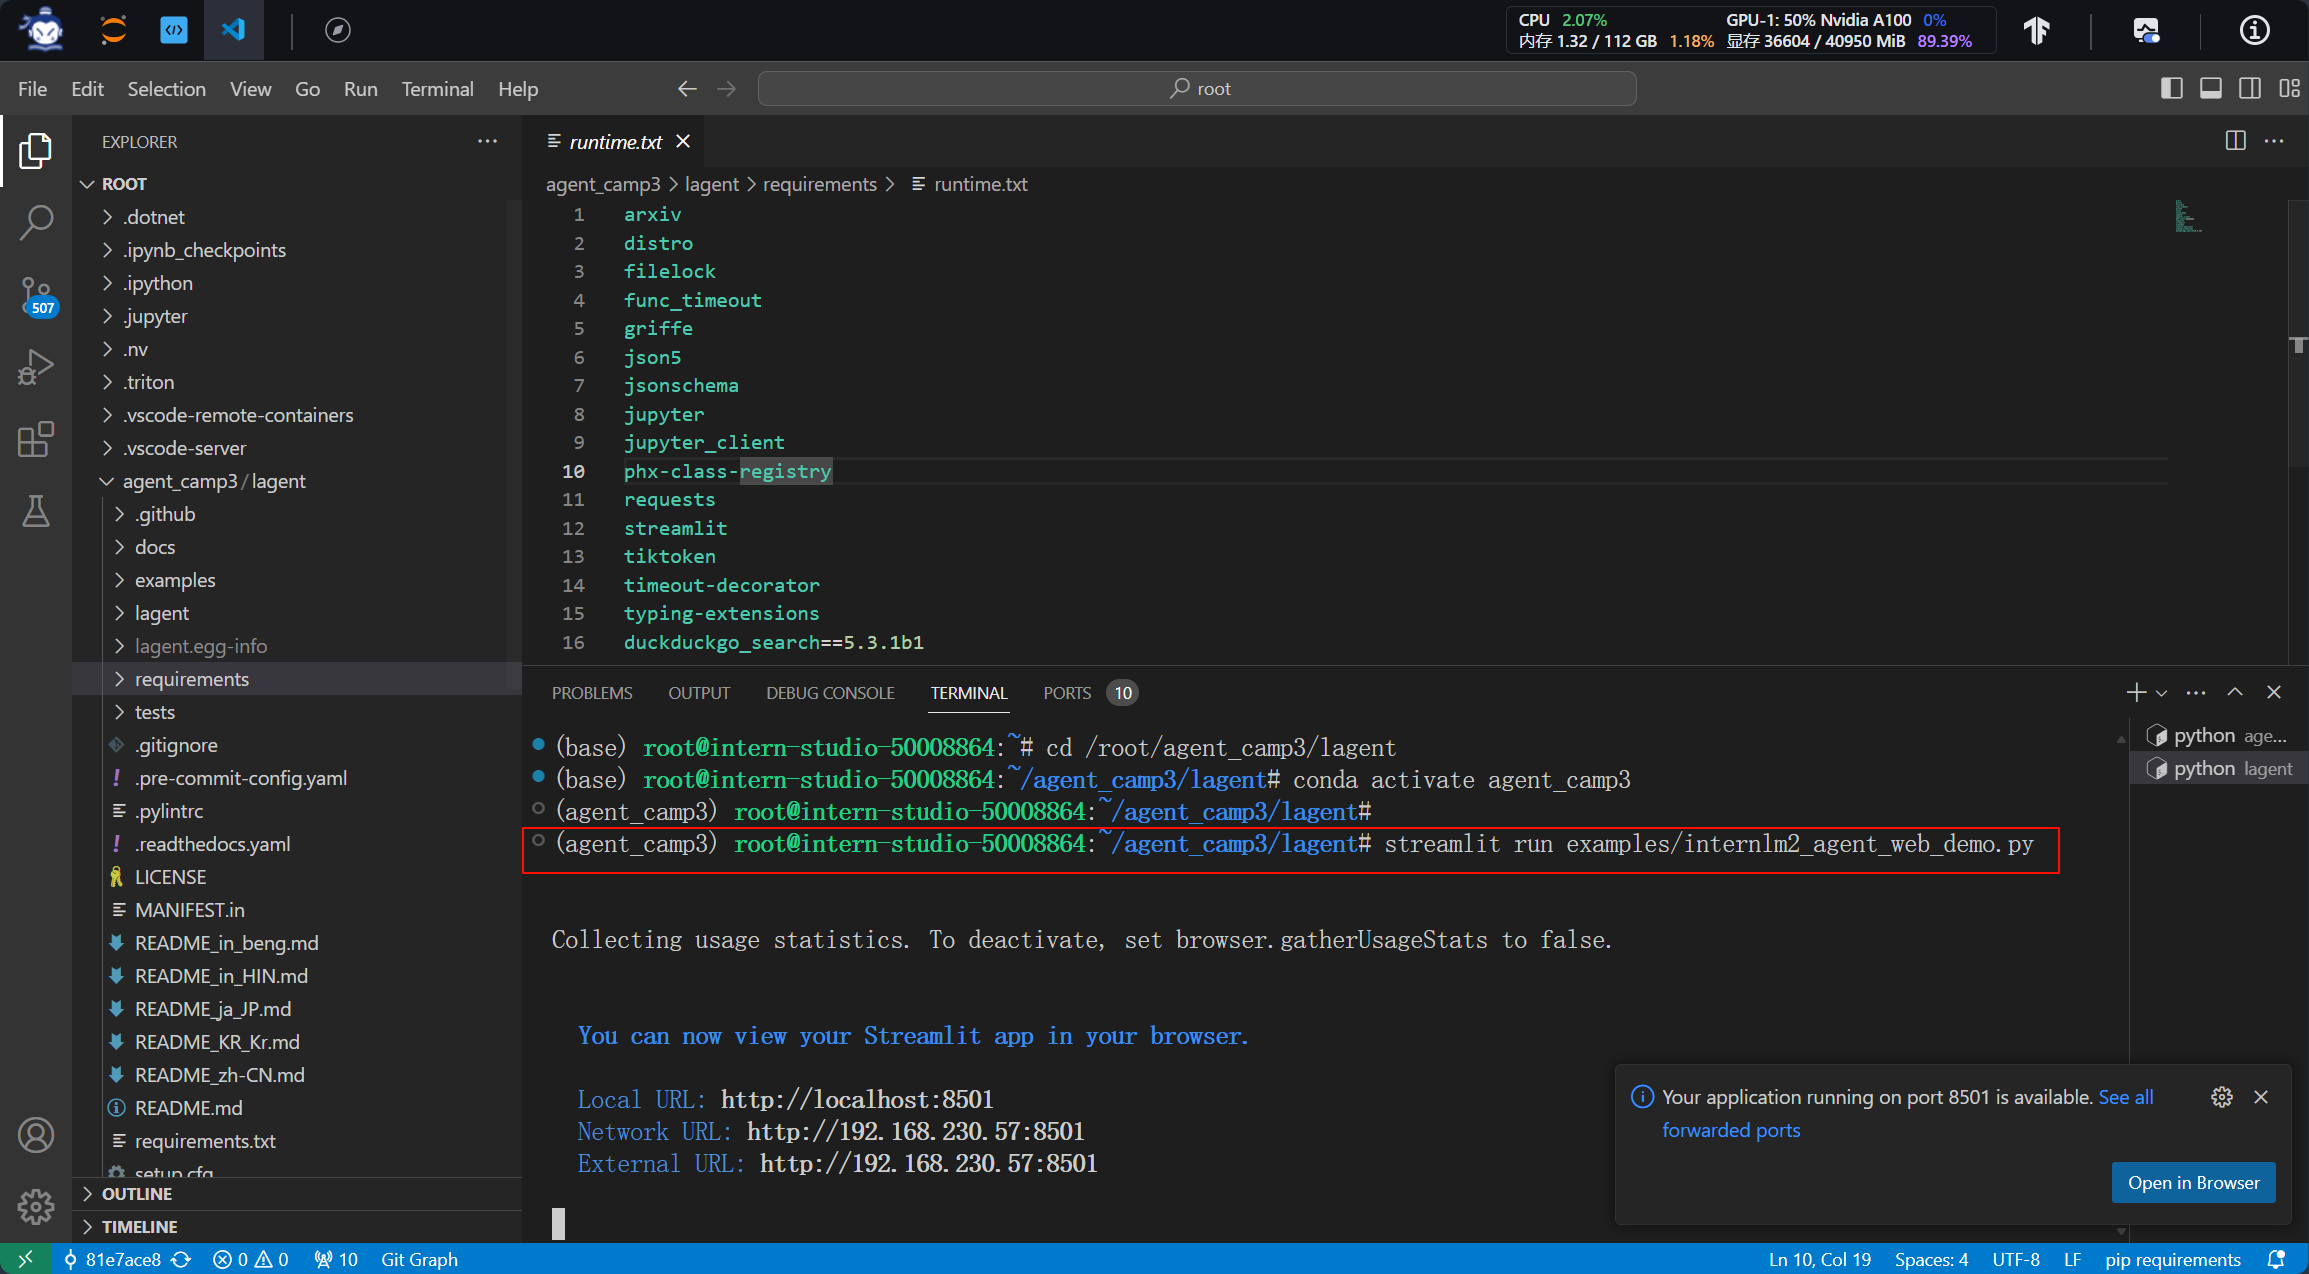 CPU 2.07% GPU-1: 50% Nvidia A100 0%
内存 1.32 / 112 GB 1.18% 显存 36604 / 40950 MiB 89.39%
File Edit Selection View Go Run Terminal Help
root
EXPLORER
ROOT
.dotnet
.ipynb_checkpoints
.ipython
.jupyter
.nv
.triton
.vscode-remote-containers
.vscode-server
agent_camp3 / lagent
.github
docs
examples
lagent
lagent.egg-info
requirements
tests
.gitignore
.pre-commit-config.yaml
.pylintrc
.readthedocs.yaml
LICENSE
MANIFEST.in
README_in_beng.md
README_in_HIN.md
README_ja_JP.md
README_KR_Kr.md
README_zh-CN.md
README.md
requirements.txt
setup.cfg
OUTLINE
TIMELINE
507
runtime.txt
agent_camp3 > lagent > requirements > runtime.txt
1 arxiv
2 distro
3 filelock
4 func_timeout
5 griffe
6 json5
7 jsonschema
8 jupyter
9 jupyter_client
10 phx-class-registry
11 requests
12 streamlit
13 tiktoken
14 timeout-decorator
15 typing-extensions
16 duckduckgo_search==5.3.1b1
PROBLEMS OUTPUT DEBUG CONSOLE TERMINAL PORTS 10
(base) root@intern-studio-50008864:~# cd /root/agent_camp3/lagent
(base) root@intern-studio-50008864:~/agent_camp3/lagent# conda activate agent_camp3
(agent_camp3) root@intern-studio-50008864:~/agent_camp3/lagent#
(agent_camp3) root@intern-studio-50008864:~/agent_camp3/lagent# streamlit run examples/internlm2_agent_web_demo.py
Collecting usage statistics. To deactivate, set browser.gatherUsageStats to false.
You can now view your Streamlit app in your browser.
Local URL: http://localhost:8501
Network URL: http://192.168.230.57:8501
External URL: http://192.168.230.57:8501
python age...
python lagent
Your application running on port 8501 is available. See all
forwarded ports
Open in Browser
81e7ace8 0 0 10 Git Graph
Ln 10, Col 19 Spaces: 4 UTF-8 LF pip requirements